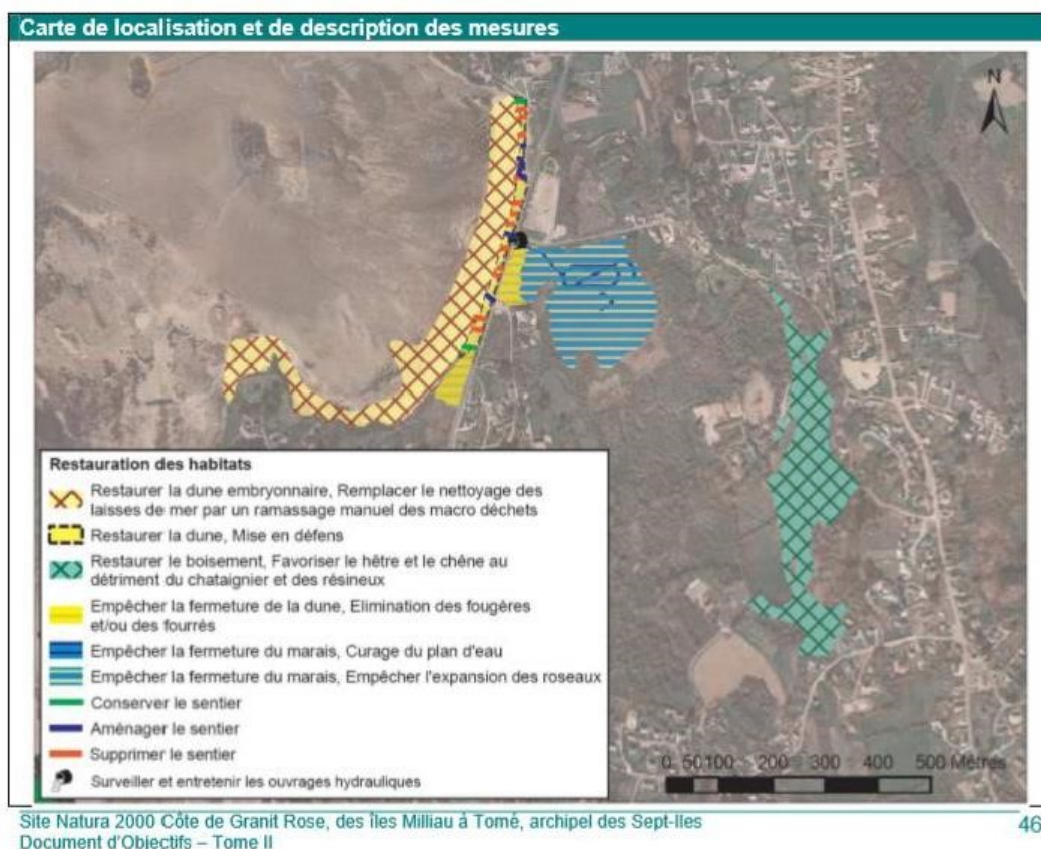 Carte de localisation et de description des mesures
N
Restauration des habitats
Restaurer la dune embryonnaire, Remplacer le nettoyage des
laisses de mer par un ramassage manuel des macro déchets
Restaurer la dune, Mise en défens
Restaurer le boisement, Favoriser le hêtre et le chêne au
détriment du chataignier et des résineux
Empêcher la fermeture de la dune, Elimination des fougères
et/ou des fourrés
Empêcher la fermeture du marais, Curage du plan d'eau
Empêcher la fermeture du marais, Empêcher l'expansion des roseaux
Conserver le sentier
Aménager le sentier
Supprimer le sentier
Surveiller et entretenir les ouvrages hydrauliques
0 50 100 200 300 400 500 Mètres
Site Natura 2000 Côte de Granit Rose, des îles Milliau à Tomé, archipel des Sept-Iles
46
Document d'Objectifs – Tome II